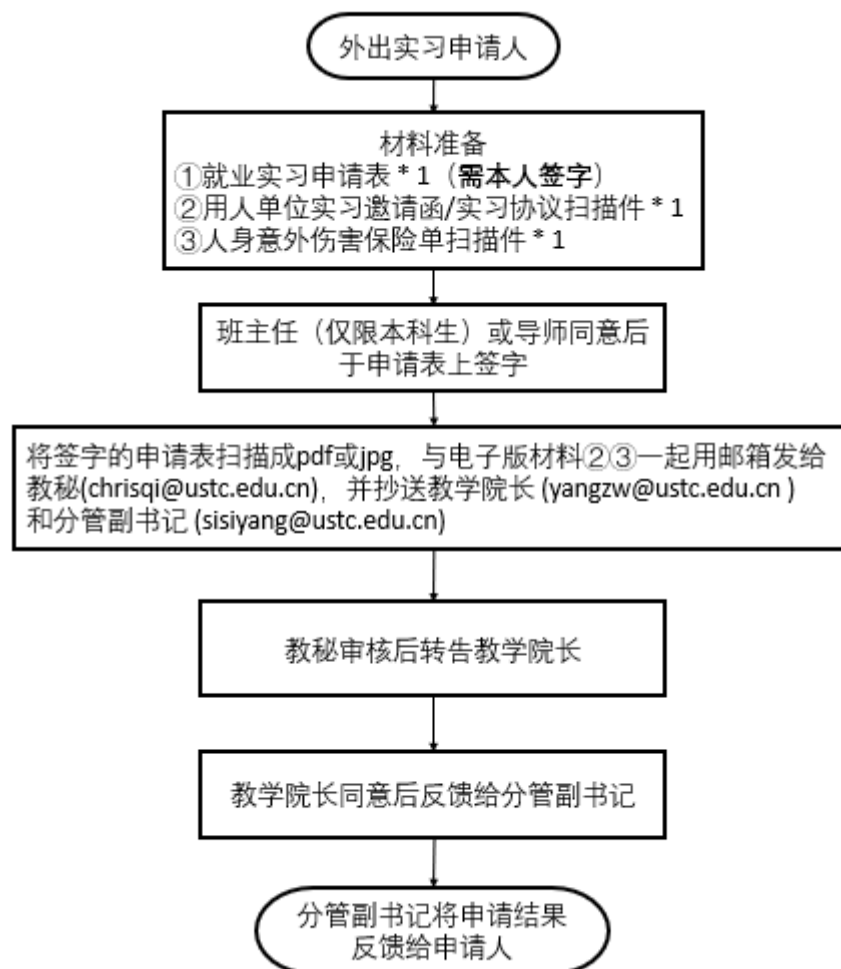 外出实习申请人
材料准备
①就业实习申请表 * 1（需本人签字）
②用人单位实习邀请函/实习协议扫描件 * 1
③人身意外伤害保险单扫描件 * 1
班主任（仅限本科生）或导师同意后
于申请表上签字
将签字的申请表扫描成pdf或jpg，与电子版材料②③一起用邮箱发给
教秘(chrisqi@ustc.edu.cn)，并抄送教学院长 (yangzw@ustc.edu.cn )
和分管副书记 (sisiyang@ustc.edu.cn)
教秘审核后转告教学院长
教学院长同意后反馈给分管副书记
分管副书记将申请结果
反馈给申请人